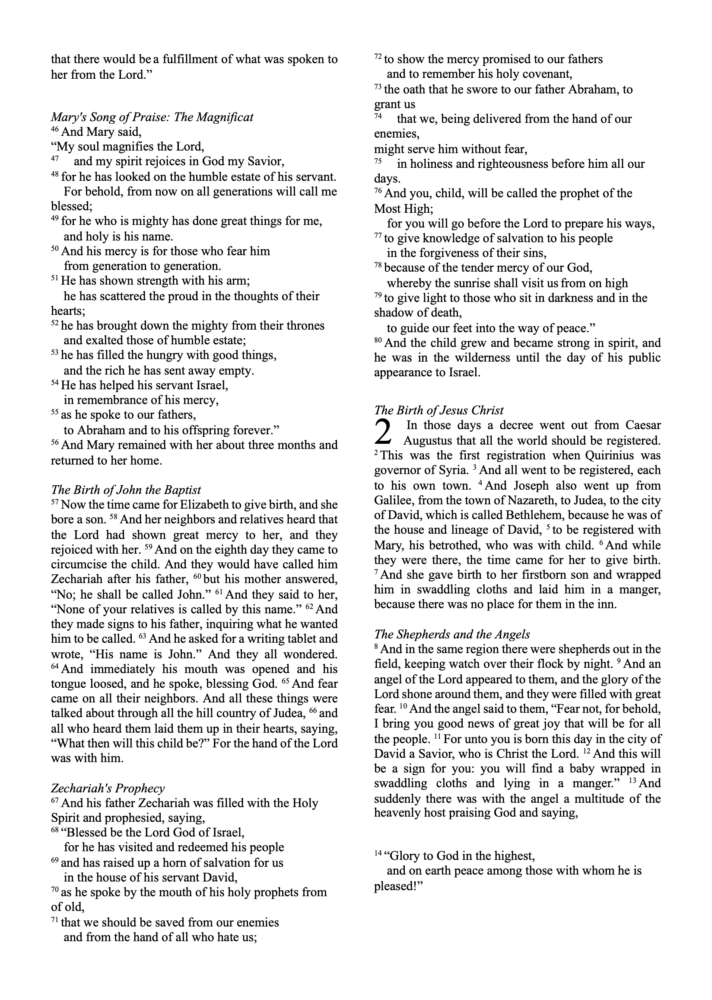 that there would be a fulfillment of what was spoken to
her from the Lord.”
Mary's Song of Praise: The Magnificat
46 And Mary said,
“My soul magnifies the Lord,
47 and my spirit rejoices in God my Savior,
48 for he has looked on the humble estate of his servant.
For behold, from now on all generations will call me
blessed;
49 for he who is mighty has done great things for me,
and holy is his name.
50 And his mercy is for those who fear him
from generation to generation.
51 He has shown strength with his arm;
he has scattered the proud in the thoughts of their
hearts;
52 he has brought down the mighty from their thrones
and exalted those of humble estate;
53 he has filled the hungry with good things,
and the rich he has sent away empty.
54 He has helped his servant Israel,
in remembrance of his mercy,
55 as he spoke to our fathers,
to Abraham and to his offspring forever.”
56 And Mary remained with her about three months and
returned to her home.
The Birth of John the Baptist
57 Now the time came for Elizabeth to give birth, and she
bore a son. 58 And her neighbors and relatives heard that
the Lord had shown great mercy to her, and they
rejoiced with her. 59 And on the eighth day they came to
circumcise the child. And they would have called him
Zechariah after his father, 60 but his mother answered,
“No; he shall be called John.” 61 And they said to her,
“None of your relatives is called by this name.” 62 And
they made signs to his father, inquiring what he wanted
him to be called. 63 And he asked for a writing tablet and
wrote, “His name is John.” And they all wondered.
64 And immediately his mouth was opened and his
tongue loosed, and he spoke, blessing God. 65 And fear
came on all their neighbors. And all these things were
talked about through all the hill country of Judea, 66 and
all who heard them laid them up in their hearts, saying,
“What then will this child be?” For the hand of the Lord
was with him.
Zechariah's Prophecy
67 And his father Zechariah was filled with the Holy
Spirit and prophesied, saying,
68 “Blessed be the Lord God of Israel,
for he has visited and redeemed his people
69 and has raised up a horn of salvation for us
in the house of his servant David,
70 as he spoke by the mouth of his holy prophets from
of old,
71 that we should be saved from our enemies
and from the hand of all who hate us;
72 to show the mercy promised to our fathers
and to remember his holy covenant,
73 the oath that he swore to our father Abraham, to
grant us
74 that we, being delivered from the hand of our
enemies,
might serve him without fear,
75 in holiness and righteousness before him all our
days.
76 And you, child, will be called the prophet of the
Most High;
for you will go before the Lord to prepare his ways,
77 to give knowledge of salvation to his people
in the forgiveness of their sins,
78 because of the tender mercy of our God,
whereby the sunrise shall visit us from on high
79 to give light to those who sit in darkness and in the
shadow of death,
to guide our feet into the way of peace.”
80 And the child grew and became strong in spirit, and
he was in the wilderness until the day of his public
appearance to Israel.
The Birth of Jesus Christ
2 In those days a decree went out from Caesar
Augustus that all the world should be registered.
2 This was the first registration when Quirinius was
governor of Syria. 3 And all went to be registered, each
to his own town. 4 And Joseph also went up from
Galilee, from the town of Nazareth, to Judea, to the city
of David, which is called Bethlehem, because he was of
the house and lineage of David, 5 to be registered with
Mary, his betrothed, who was with child. 6 And while
they were there, the time came for her to give birth.
7 And she gave birth to her firstborn son and wrapped
him in swaddling cloths and laid him in a manger,
because there was no place for them in the inn.
The Shepherds and the Angels
8 And in the same region there were shepherds out in the
field, keeping watch over their flock by night. 9 And an
angel of the Lord appeared to them, and the glory of the
Lord shone around them, and they were filled with great
fear. 10 And the angel said to them, “Fear not, for behold,
I bring you good news of great joy that will be for all
the people. 11 For unto you is born this day in the city of
David a Savior, who is Christ the Lord. 12 And this will
be a sign for you: you will find a baby wrapped in
swaddling cloths and lying in a manger.” 13 And
suddenly there was with the angel a multitude of the
heavenly host praising God and saying,
14 “Glory to God in the highest,
and on earth peace among those with whom he is
pleased!”